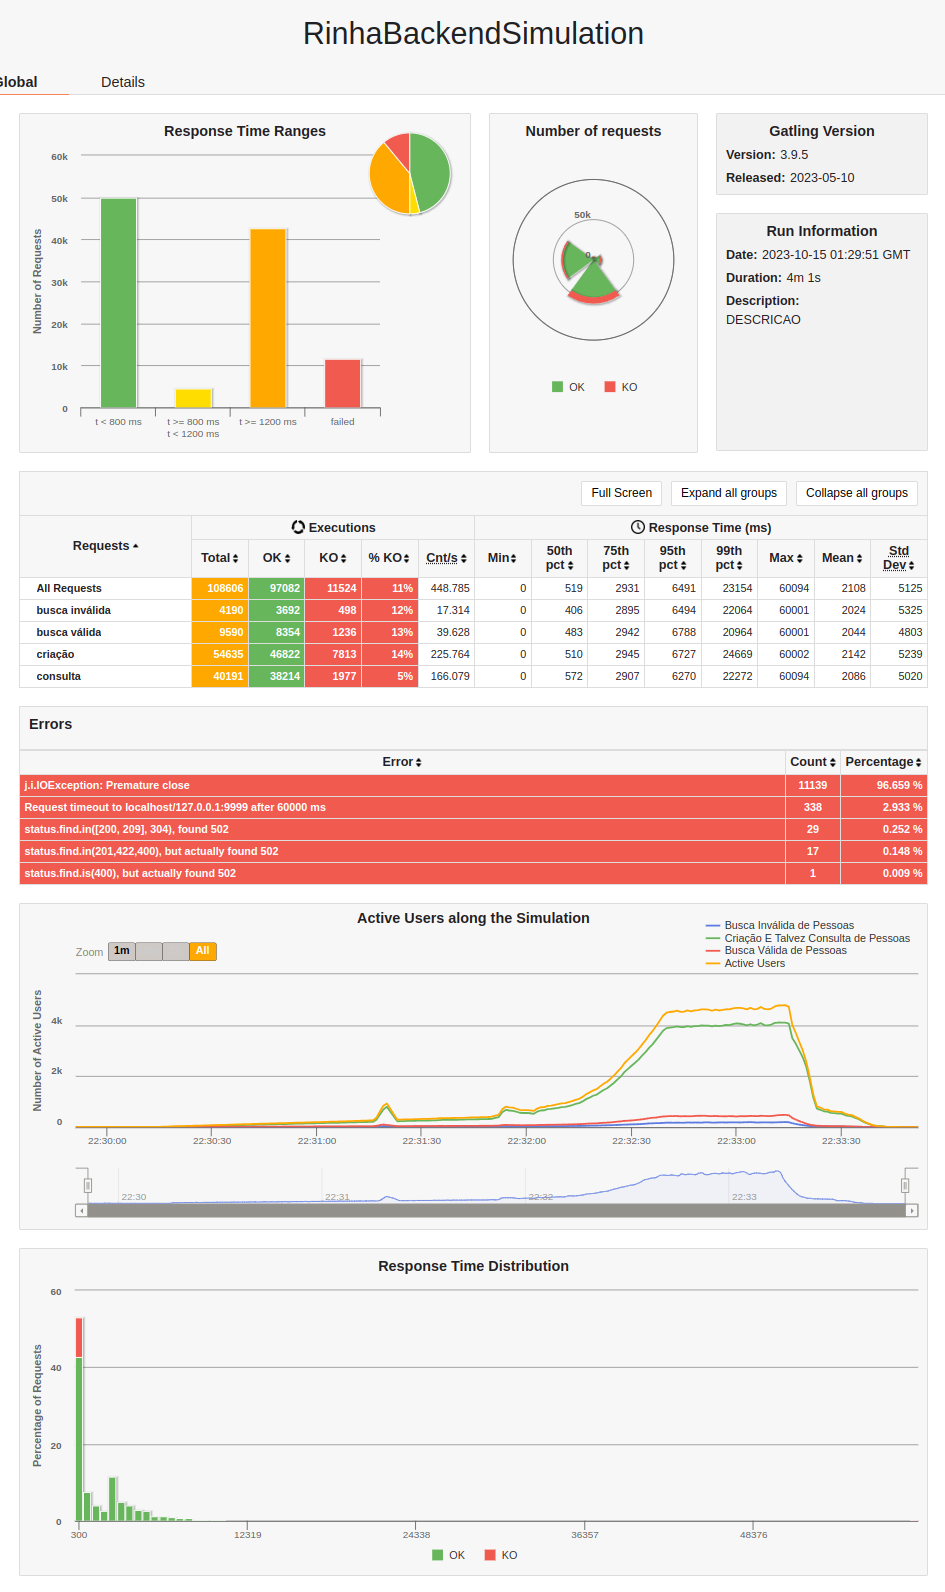 RinhaBackendSimulation
Global
Details
Response Time Ranges
Number of Requests
60k
50k
40k
30k
20k
10k
0
t < 800 ms
t >= 800 ms
t < 1200 ms
t >= 1200 ms
failed
Number of requests
50k
0
OK
KO
Gatling Version
Version: 3.9.5
Released: 2023-05-10
Run Information
Date: 2023-10-15 01:29:51 GMT
Duration: 4m 1s
Description:
DESCRICAO
Full Screen Expand all groups Collapse all groups
Requests Executions Response Time (ms)
Total OK KO % KO Cnt/s Min 50th pct 75th pct 95th pct 99th pct Max Mean Std Dev
All Requests 108606 97082 11524 11% 448.785 0 519 2931 6491 23154 60094 2108 5125
busca inválida 4190 3692 498 12% 17.314 0 406 2895 6494 22064 60001 2024 5325
busca válida 9590 8354 1236 13% 39.628 0 483 2942 6788 20964 60001 2044 4803
criação 54635 46822 7813 14% 225.764 0 510 2945 6727 24669 60002 2142 5239
consulta 40191 38214 1977 5% 166.079 0 572 2907 6270 22272 60094 2086 5020
Errors
Error Count Percentage
j.i.IOException: Premature close 11139 96.659 %
Request timeout to localhost/127.0.0.1:9999 after 60000 ms 338 2.933 %
status.find.in([200, 209], 304), found 502 29 0.252 %
status.find.in(201,422,400), but actually found 502 17 0.148 %
status.find.is(400), but actually found 502 1 0.009 %
Active Users along the Simulation
Busca Inválida de Pessoas
Criação E Talvez Consulta de Pessoas
Busca Válida de Pessoas
Active Users
Zoom 1m All
Number of Active Users
4k
2k
0
22:30:00 22:30:30 22:31:00 22:31:30 22:32:00 22:32:30 22:33:00 22:33:30
22:30 22:31 22:32 22:33
Response Time Distribution
Percentage of Requests
60
40
20
0
300 12319 24338 36357 48376
OK KO